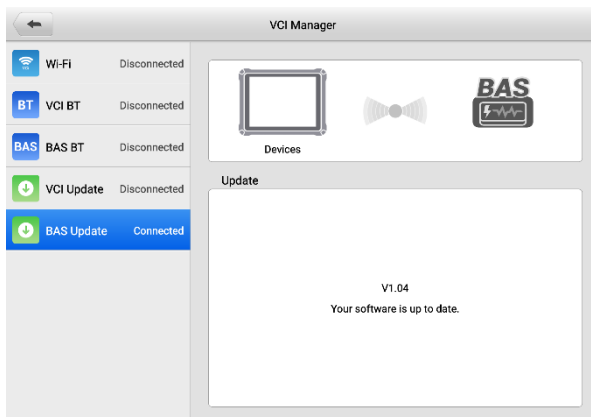 VCI Manager
Wi-Fi Disconnected
BT VCI BT Disconnected
BAS BAS BT Disconnected
VCI Update Disconnected
BAS Update Connected
BAS
Devices
Update
V1.04
Your software is up to date.